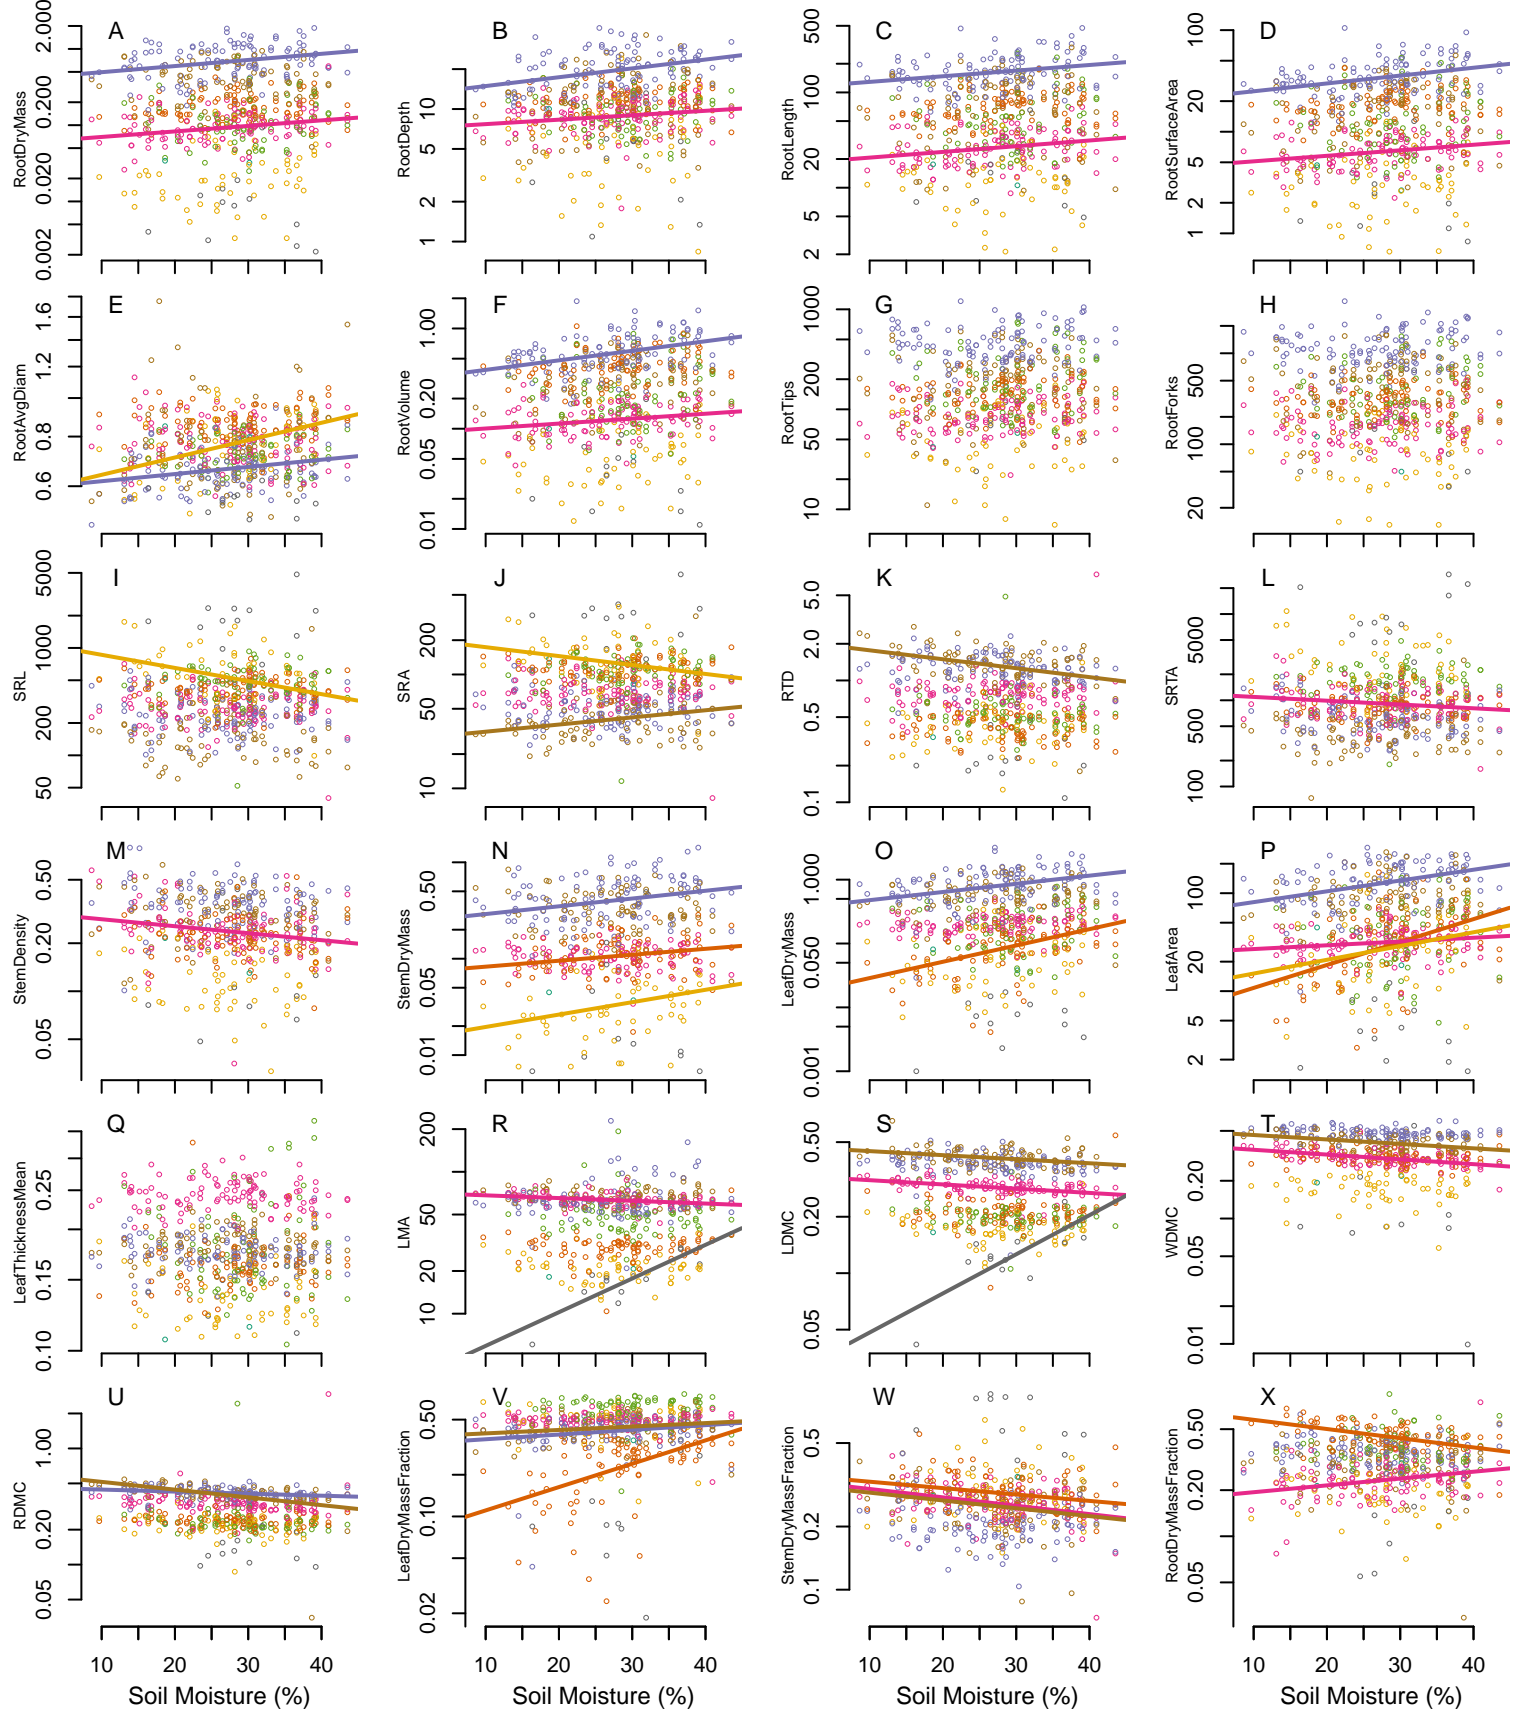 A
RootDryMass
0.002
0.020
0.200
2.000
B
RootDepth
1
2
5
10
C
RootLength
2
5
20
100
500
D
RootSurfaceArea
1
2
5
20
100
E
RootAvgDiam
0.6
0.8
1.2
1.6
F
RootVolume
0.01
0.05
0.20
1.00
G
RootTips
10
50
200
1000
H
RootForks
20
100
500
I
SRL
50
200
1000
5000
J
SRA
10
50
200
K
RTD
0.1
0.5
2.0
5.0
L
SRTA
100
500
5000
M
StemDensity
0.05
0.20
0.50
N
StemDryMass
0.01
0.05
0.50
O
LeafDryMass
0.001
0.050
1.000
P
LeafArea
2
5
20
100
Q
LeafThicknessMean
0.10
0.15
0.25
R
LMA
10
20
50
200
S
LDMC
0.05
0.20
0.50
T
WDMC
0.01
0.05
0.20
U
RDMC
0.05
0.20
1.00
V
LeafDryMassFraction
0.02
0.10
0.50
W
StemDryMassFraction
0.1
0.2
0.5
X
RootDryMassFraction
0.05
0.20
0.50
10 20 30 40
10 20 30 40
10 20 30 40
10 20 30 40
Soil Moisture (%)
Soil Moisture (%)
Soil Moisture (%)
Soil Moisture (%)